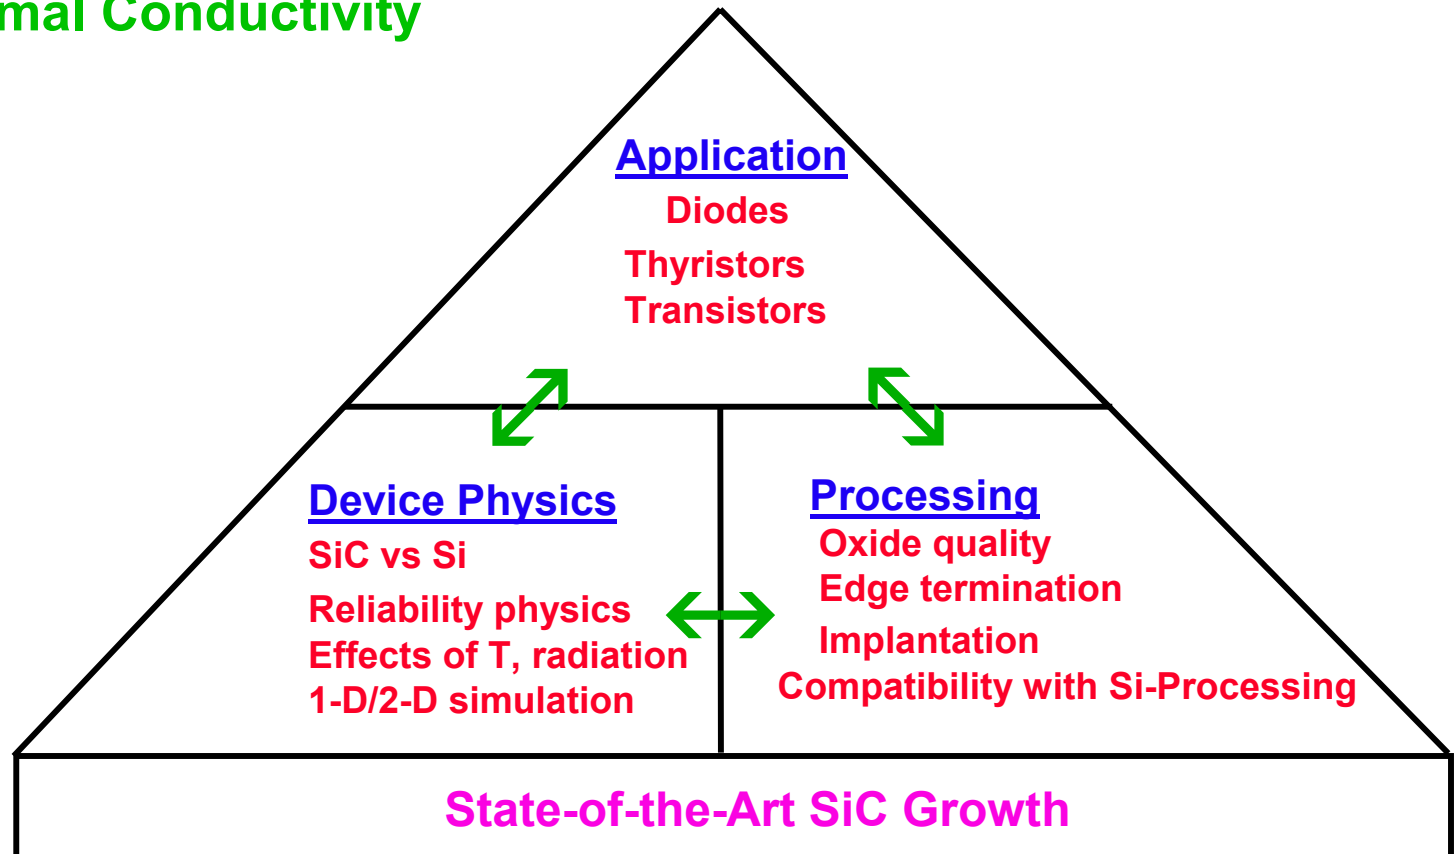 mal Conductivity
Application
Diodes
Thyristors
Transistors
Device Physics
SiC vs Si
Reliability physics
Effects of T, radiation
1-D/2-D simulation
Processing
Oxide quality
Edge termination
Implantation
Compatibility with Si-Processing
State-of-the-Art SiC Growth